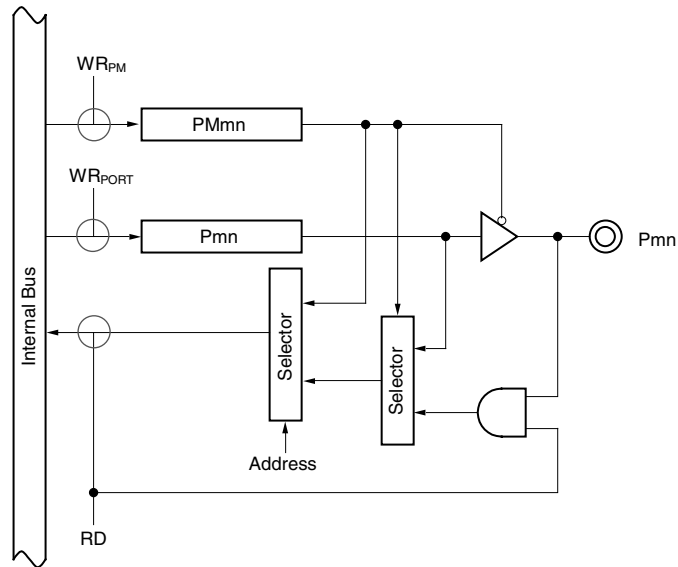 WRPM
PMmn
WRPORT
Pmn
Pmn
Internal Bus
Selector
Selector
Address
RD